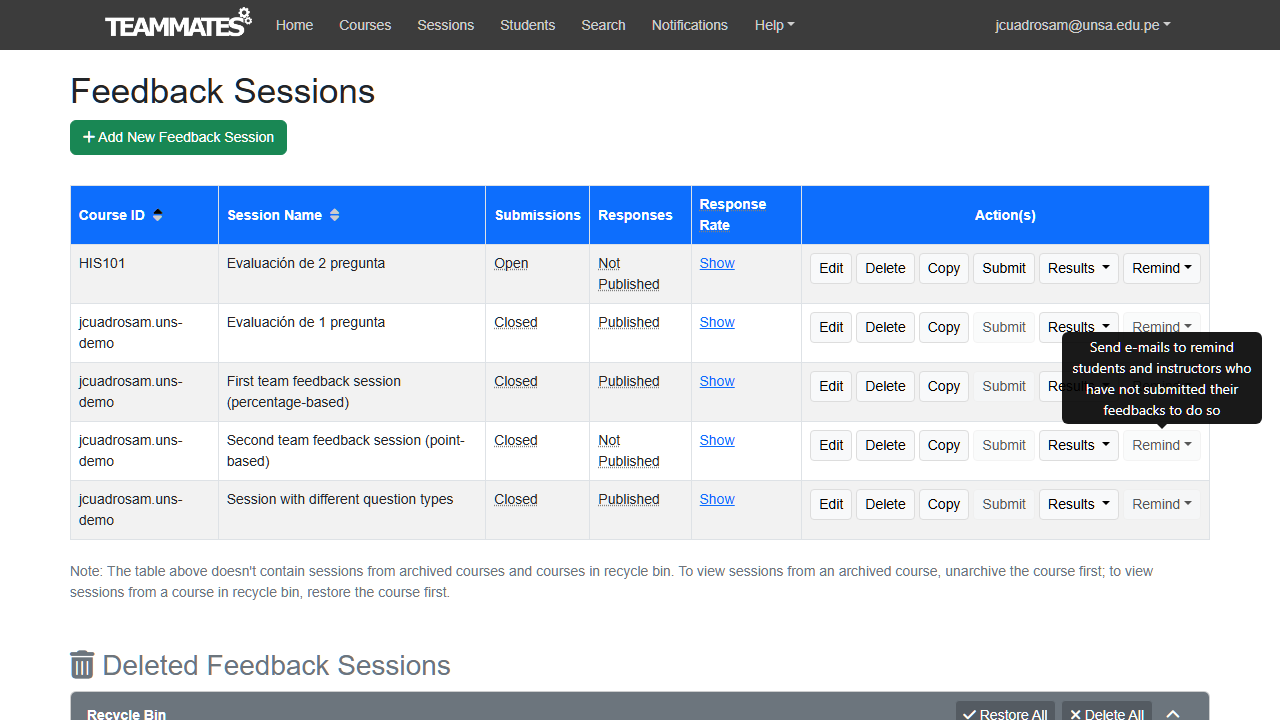 TEAMMATES Home Courses Sessions Students Search Notifications Help jcuadrosam@unsa.edu.pe
Feedback Sessions
Add New Feedback Session
Course ID Session Name Submissions Responses Response Rate Action(s)
HIS101 Evaluación de 2 pregunta Open Not Published Show Edit Delete Copy Submit Results Remind
jcuadrosam.uns-demo Evaluación de 1 pregunta Closed Published Show Edit Delete Copy Submit Results Remind
Send e-mails to remind
students and instructors who
have not submitted their
feedbacks to do so
jcuadrosam.uns-demo First team feedback session (percentage-based) Closed Published Show Edit Delete Copy Submit
jcuadrosam.uns-demo Second team feedback session (point-based) Closed Not Published Show Edit Delete Copy Submit Results Remind
jcuadrosam.uns-demo Session with different question types Closed Published Show Edit Delete Copy Submit Results Remind
Note: The table above doesn't contain sessions from archived courses and courses in recycle bin. To view sessions from an archived course, unarchive the course first; to view
sessions from a course in recycle bin, restore the course first.
Deleted Feedback Sessions
Recycle Bin Restore All Delete All